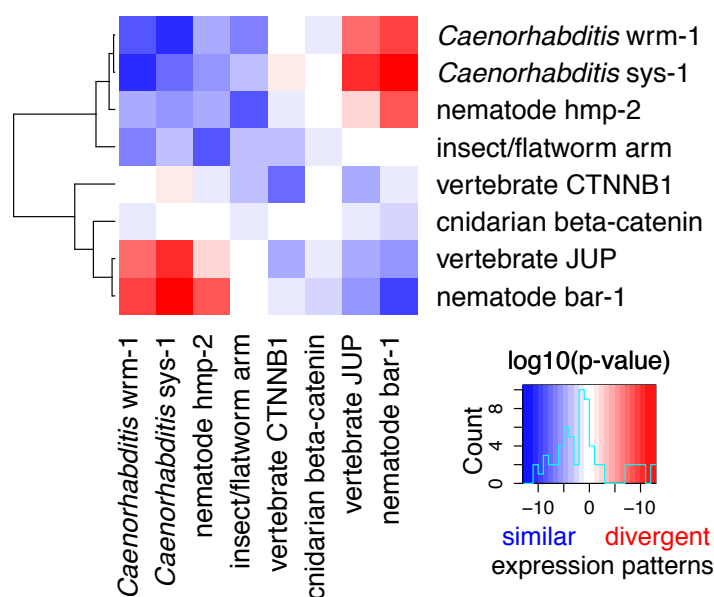 Caenorhabditis wrm-1
Caenorhabditis sys-1
nematode hmp-2
insect/flatworm arm
vertebrate CTNNB1
cnidarian beta-catenin
vertebrate JUP
nematode bar-1
Caenorhabditis wrm-1
Caenorhabditis sys-1
nematode hmp-2
insect/flatworm arm
vertebrate CTNNB1
cnidarian beta-catenin
vertebrate JUP
nematode bar-1
log10(p-value)
Count
0 4 8
−10 0 −10
similar divergent
expression patterns